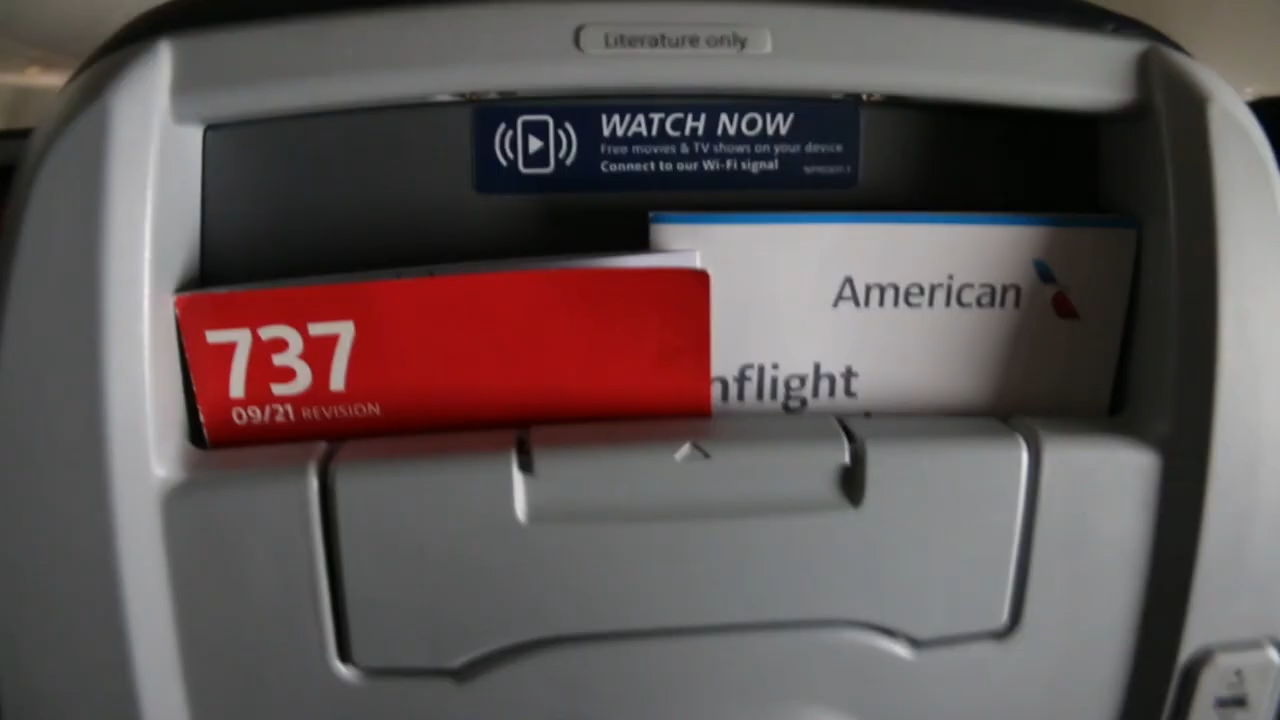 Literature only
WATCH NOW
Free movies & TV shows on your device
Connect to our Wi-Fi signal
American
737
nflight
09/21 REVISION